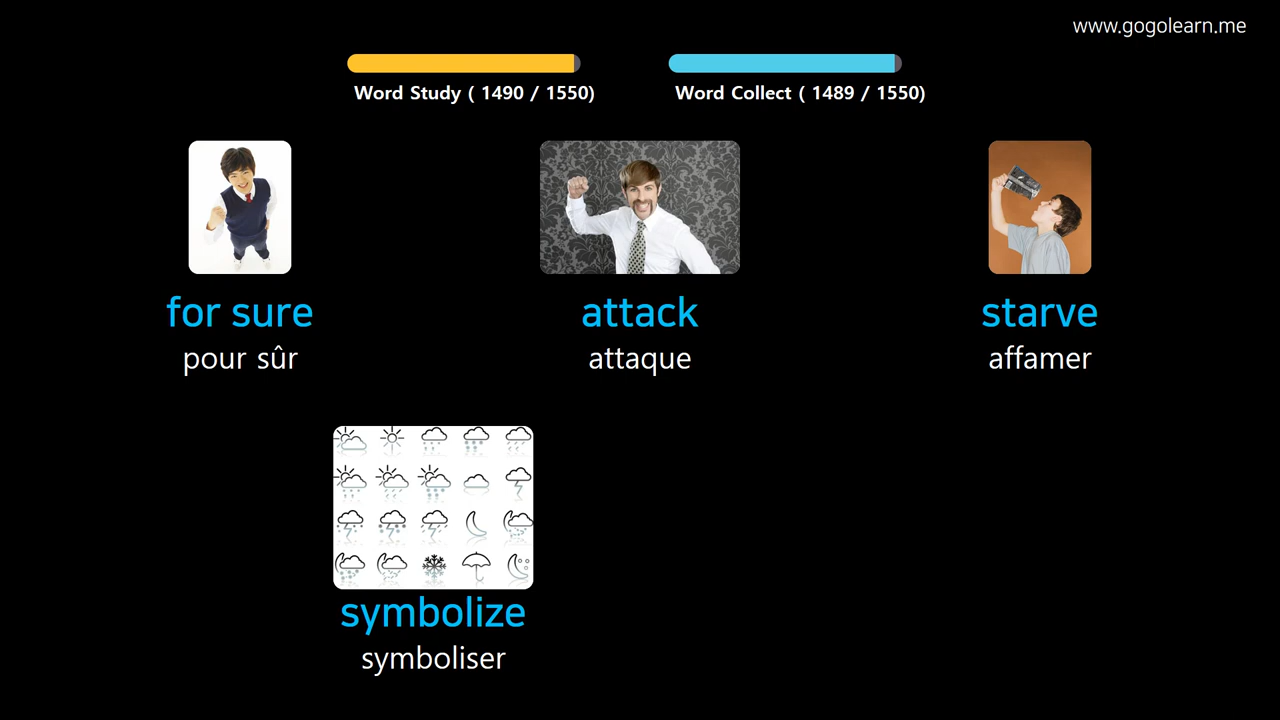 www.gogolearn.me
Word Study ( 1490 / 1550)
Word Collect ( 1489 / 1550)
for sure
pour sûr
attack
attaque
starve
affamer
symbolize
symboliser